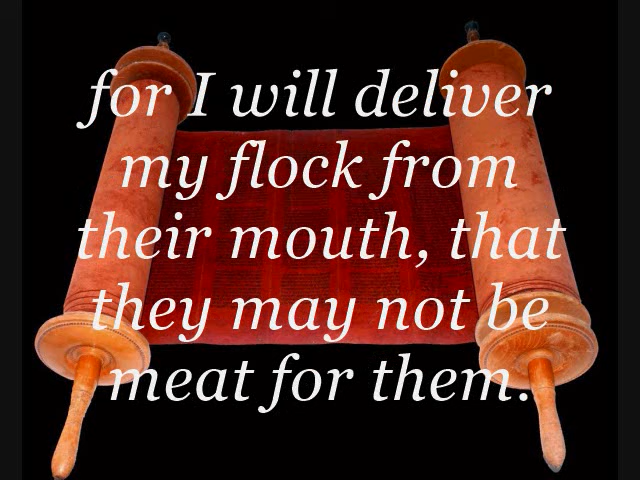 for I will deliver
my flock from
their mouth, that
they may not be
meat for them.